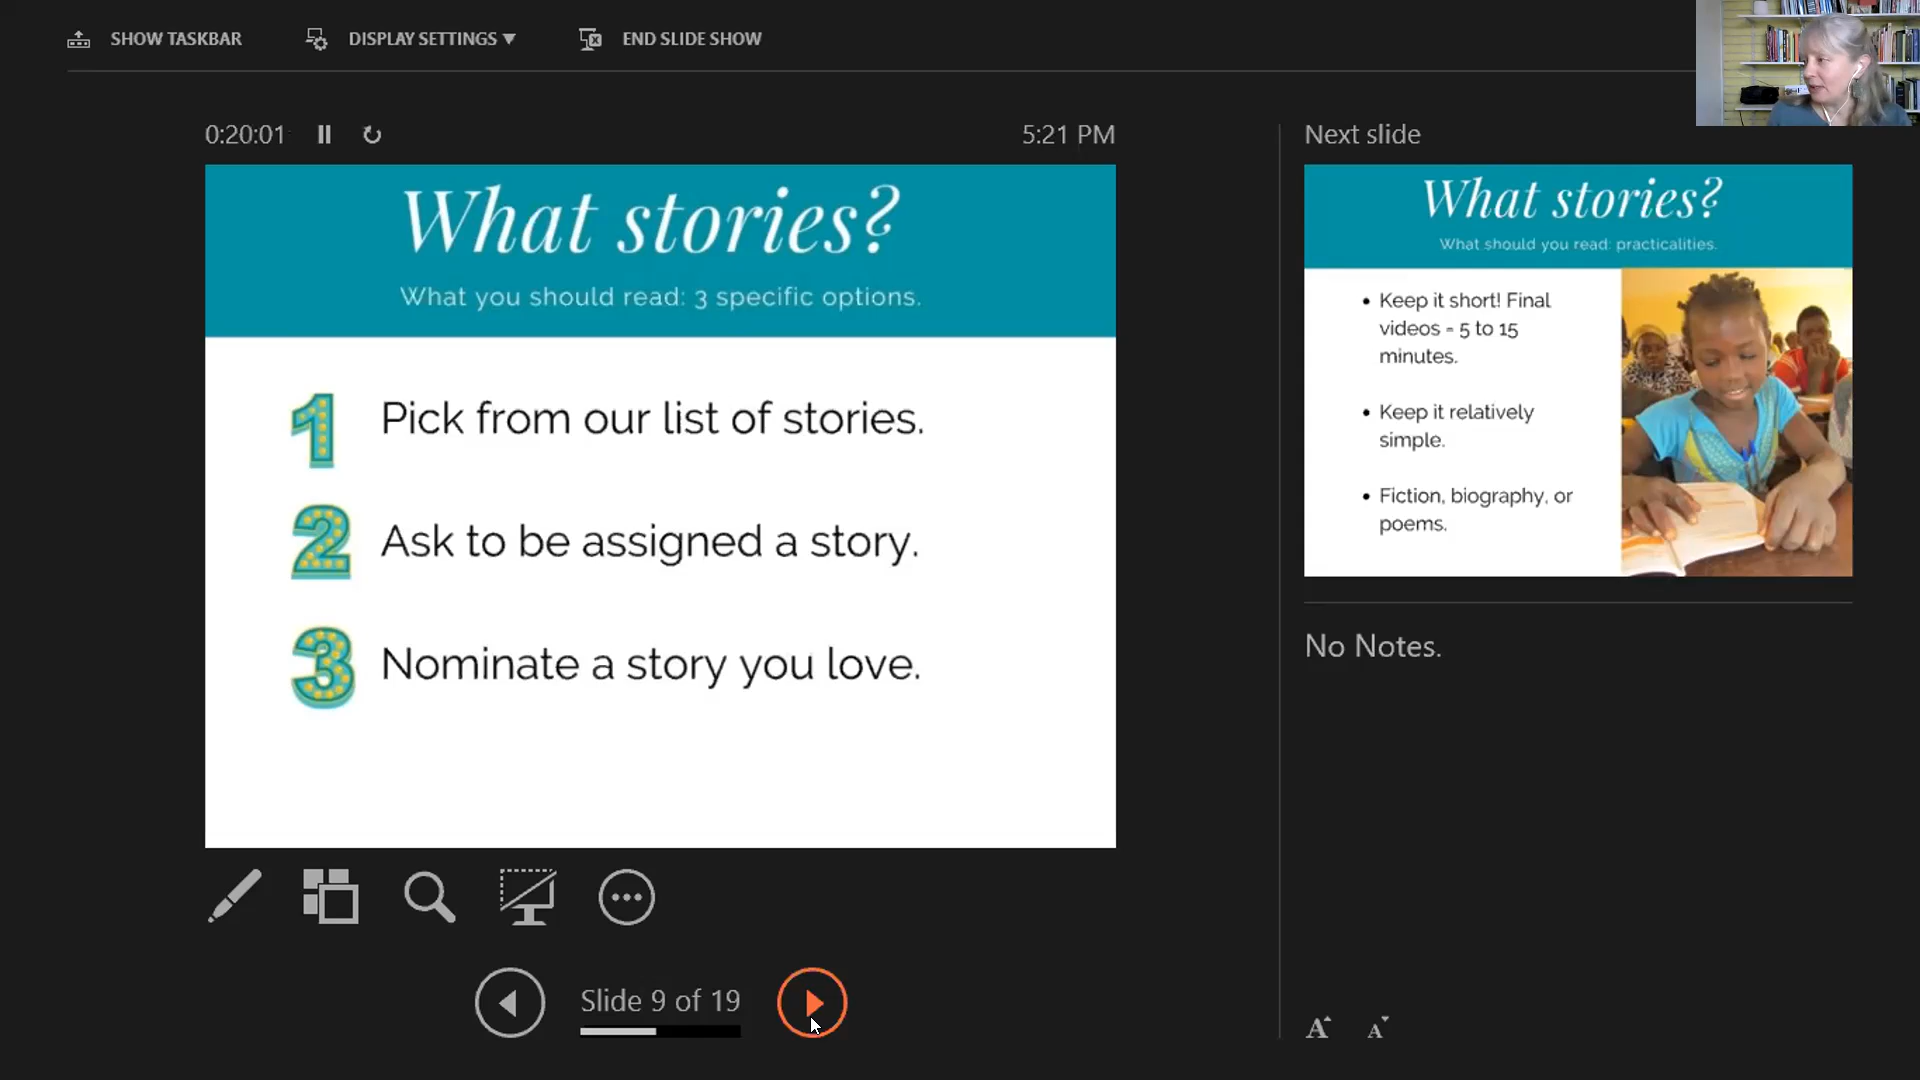 SHOW TASKBAR
DISPLAY SETTINGS ▼
END SLIDE SHOW
0:20:01
5:21 PM
What stories?
What you should read: 3 specific options.
1 Pick from our list of stories.
2 Ask to be assigned a story.
3 Nominate a story you love.
Slide 9 of 19
Next slide
What stories?
What should you read: practicalities.
• Keep it short! Final
videos = 5 to 15
minutes.
• Keep it relatively
simple.
• Fiction, biography, or
poems.
No Notes.
A A